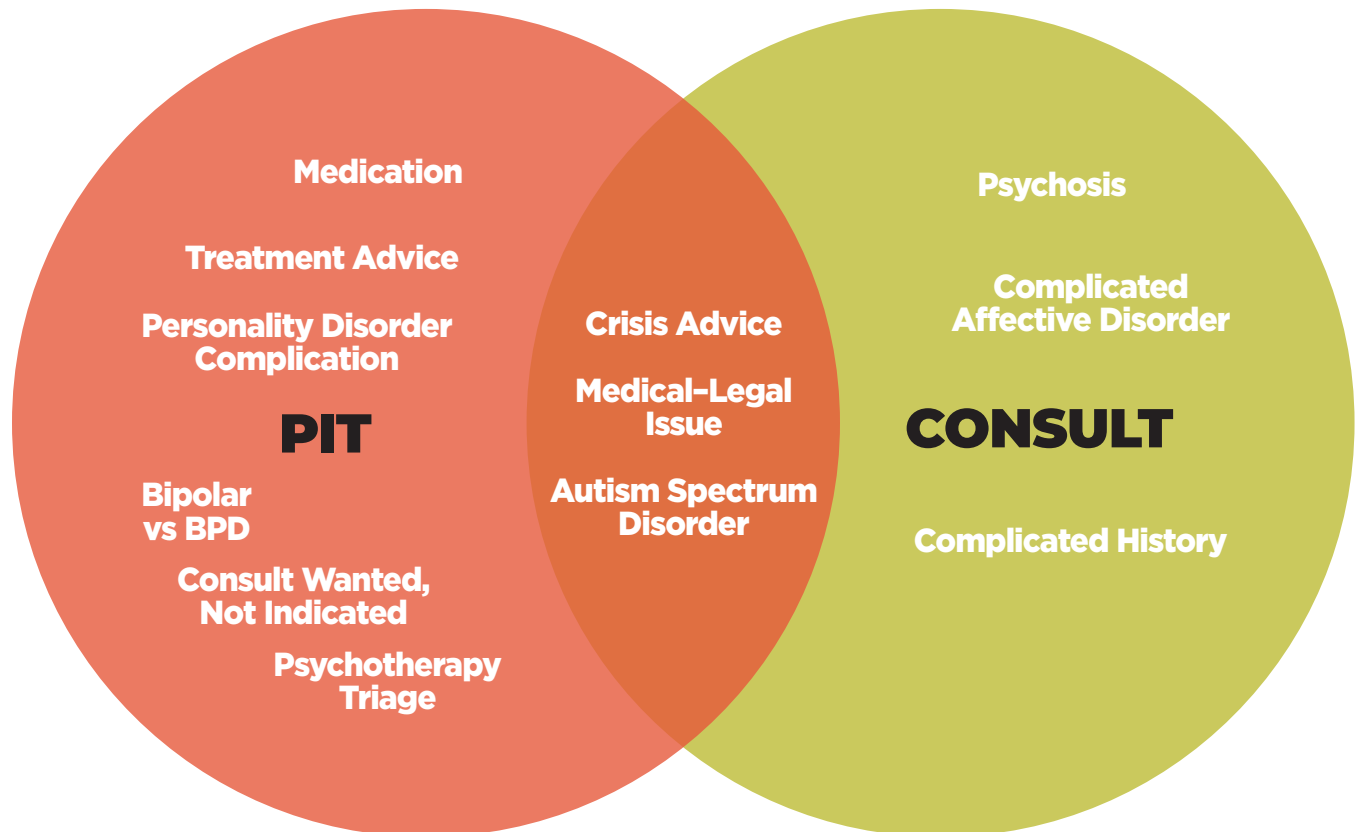 Medication
Treatment Advice
Personality Disorder
Complication
PIT
Bipolar
vs BPD
Consult Wanted,
Not Indicated
Psychotherapy
Triage
Crisis Advice
Medical–Legal
Issue
Autism Spectrum
Disorder
Psychosis
Complicated
Affective Disorder
CONSULT
Complicated History